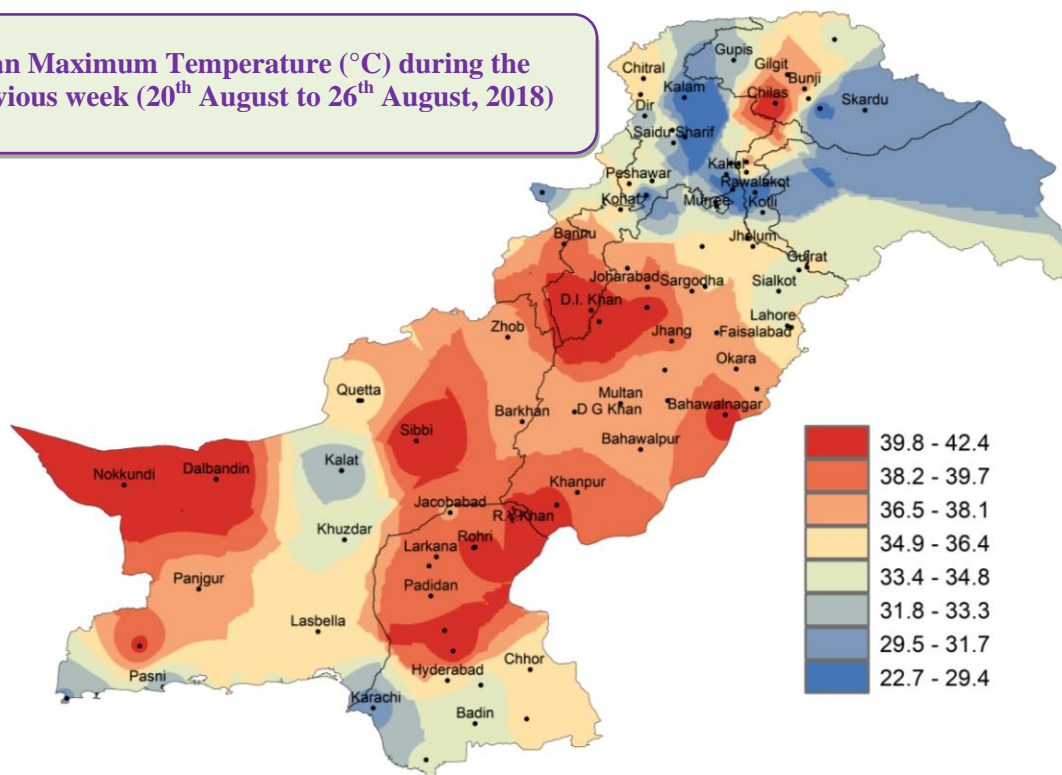 an Maximum Temperature (°C) during the
vious week (20th August to 26th August, 2018)
Gupis
Gilgit
Chitral
Bunji
Kalam
Chilas
Skardu
Dir
Saidu Sharif
Kakul
Peshawar
Rawalakot
Kohat
Murree
Kotli
Bannu
Jhelum
Gujrat
Joharabad
Sargodha
Sialkot
D.I. Khan
Lahore
Zhob
Jhang
Faisalabad
Okara
Quetta
Multan
Barkhan
D G Khan
Bahawalnagar
Sibbi
Bahawalpur
Nokkundi
Dalbandin
Kalat
Khanpur
Jacobabad
R.Y.Khan
Khuzdar
Rohri
Larkana
Panjgur
Padidan
Lasbella
Hyderabad
Chhor
Pasni
Karachi
Badin
39.8 - 42.4
38.2 - 39.7
36.5 - 38.1
34.9 - 36.4
33.4 - 34.8
31.8 - 33.3
29.5 - 31.7
22.7 - 29.4